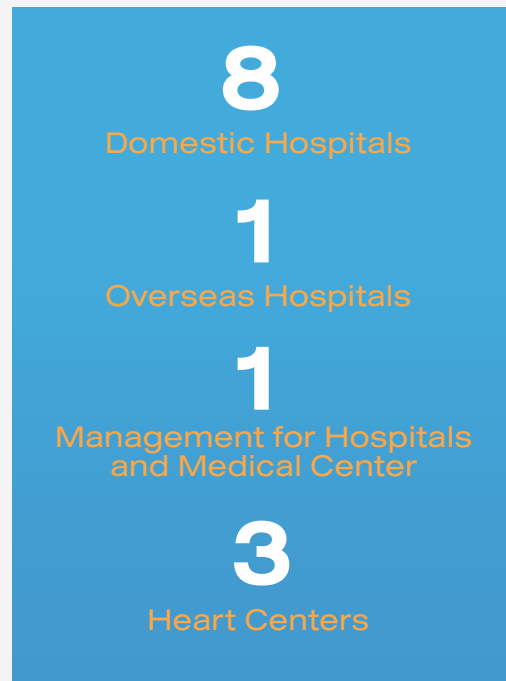 8
Domestic Hospitals
1
Overseas Hospitals
1
Management for Hospitals
and Medical Center
3
Heart Centers